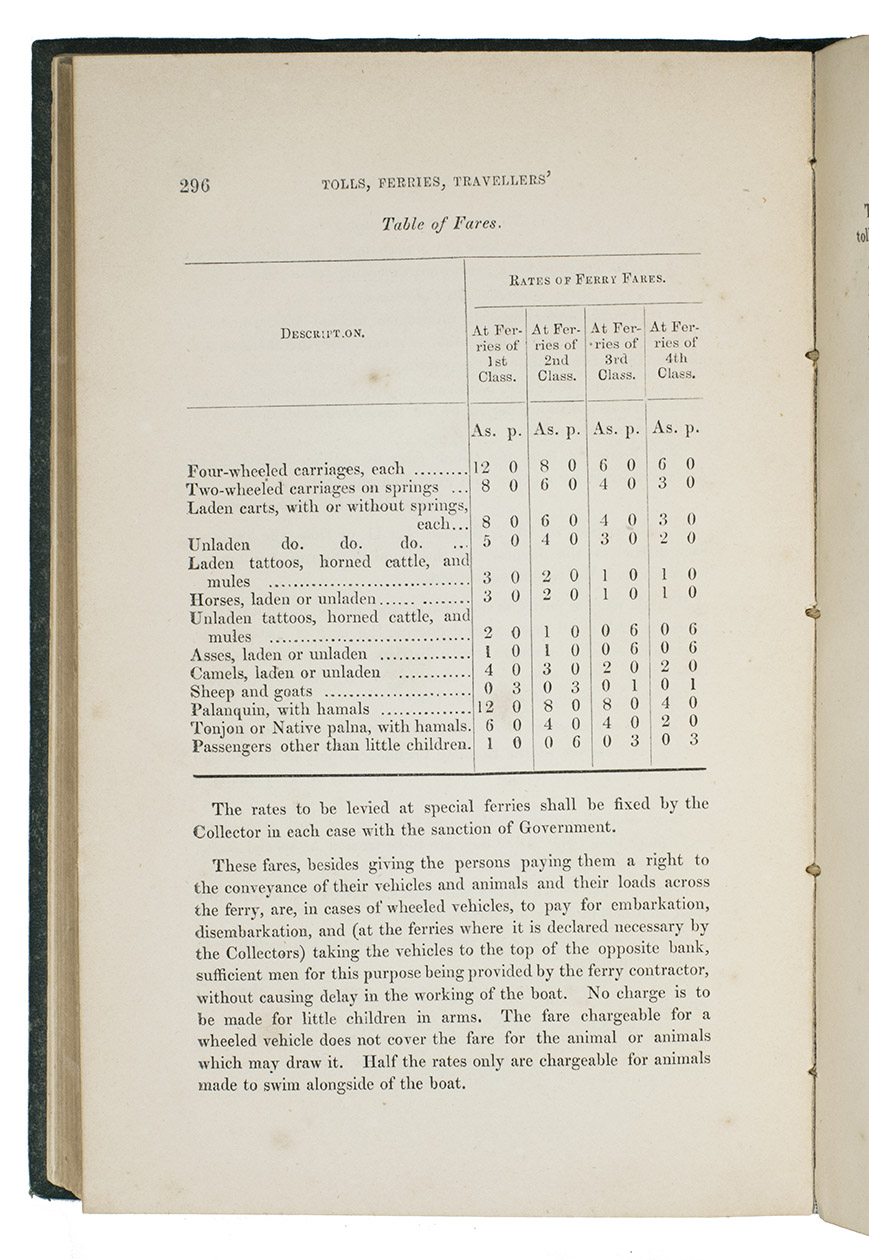 296 TOLLS, FERRIES, TRAVELLERS'
Table of Fares.
DESCRIPTION.
RATES OF FERRY FARES.
At Fer- At Fer- At Fer- At Fer-
ries of ries of ries of ries of
1st 2nd 3rd 4th
Class. Class. Class. Class.
As. p. As. p. As. p. As. p.
Four-wheeled carriages, each ......... 12 0 8 0 6 0 6 0
Two-wheeled carriages on springs ... 8 0 6 0 4 0 3 0
Laden carts, with or without springs,
each... 8 0 6 0 4 0 3 0
Unladen do. do. do. ... 5 0 4 0 3 0 2 0
Laden tattoos, horned cattle, and
mules ................................ 3 0 2 0 1 0 1 0
Horses, laden or unladen...... ........ 3 0 2 0 1 0 1 0
Unladen tattoos, horned cattle, and
mules ................................ 2 0 1 0 0 6 0 6
Asses, laden or unladen ............... 1 0 1 0 0 6 0 6
Camels, laden or unladen ............ 4 0 3 0 2 0 2 0
Sheep and goats ........................ 0 3 0 3 0 1 0 1
Palanquin, with hamals ............... 12 0 8 0 8 0 4 0
Tonjon or Native palna, with hamals. 6 0 4 0 4 0 2 0
Passengers other than little children. 1 0 0 6 0 3 0 3
The rates to be levied at special ferries shall be fixed by the
Collector in each case with the sanction of Government.
These fares, besides giving the persons paying them a right to
the conveyance of their vehicles and animals and their loads across
the ferry, are, in cases of wheeled vehicles, to pay for embarkation,
disembarkation, and (at the ferries where it is declared necessary by
the Collectors) taking the vehicles to the top of the opposite bank,
sufficient men for this purpose being provided by the ferry contractor,
without causing delay in the working of the boat. No charge is to
be made for little children in arms. The fare chargeable for a
wheeled vehicle does not cover the fare for the animal or animals
which may draw it. Half the rates only are chargeable for animals
made to swim alongside of the boat.